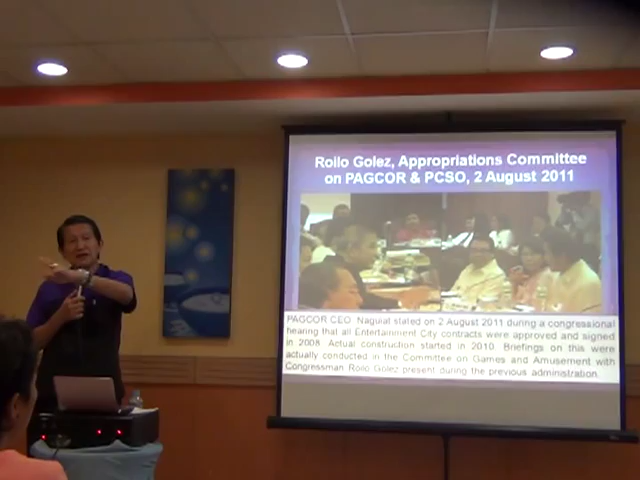 Roilo Golez, Appropriations Committee
on PAGCOR & PCSO, 2 August 2011
PAGCOR CEO Naguiat stated on 2 August 2011 during a congressional
hearing that all Entertainment City contracts were approved and signed
in 2008. Actual construction started in 2010. Briefings on this were
actually conducted in the Committee on Games and Amusement with
Congressman Roilo Golez present during the previous administration.